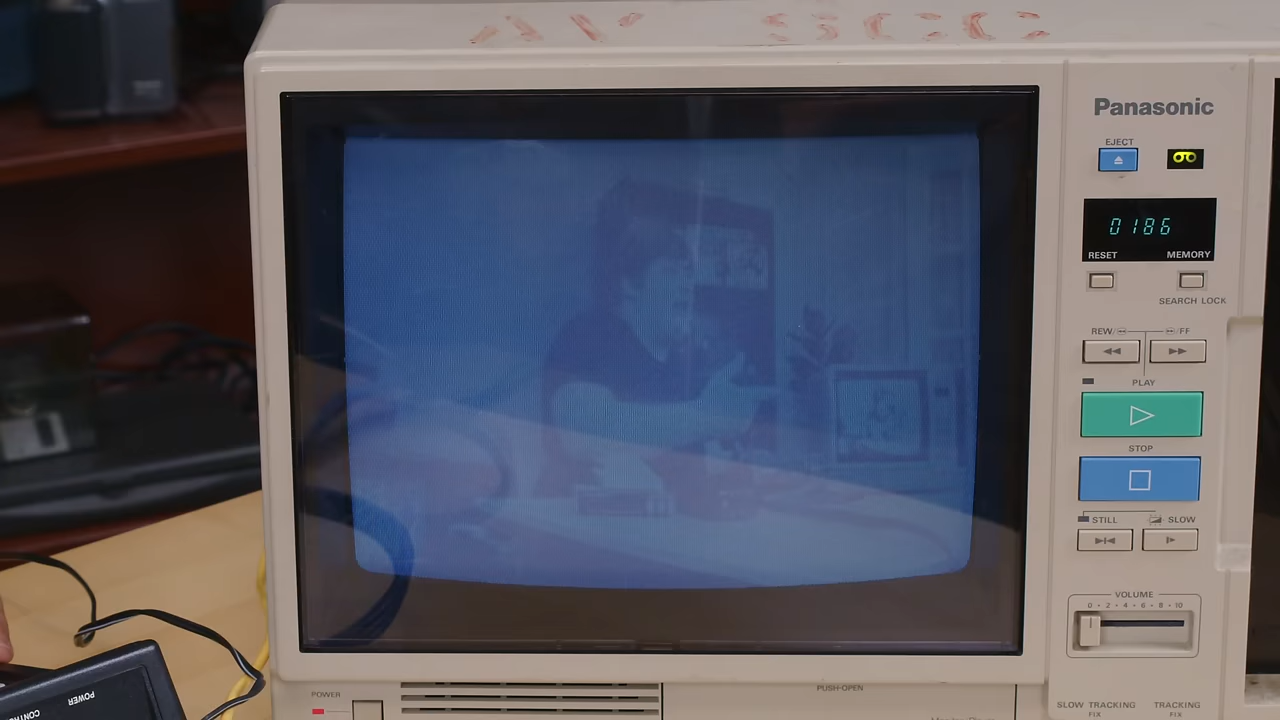 Panasonic
EJECT
0186
RESET MEMORY
SEARCH LOCK
REW/ /FF
PLAY
STOP
STILL SLOW
VOLUME
0 · 2 · 4 · 6 · 8 · 10
POWER
PUSH-OPEN
SLOW TRACKING TRACKING
FIX FIX
POWER